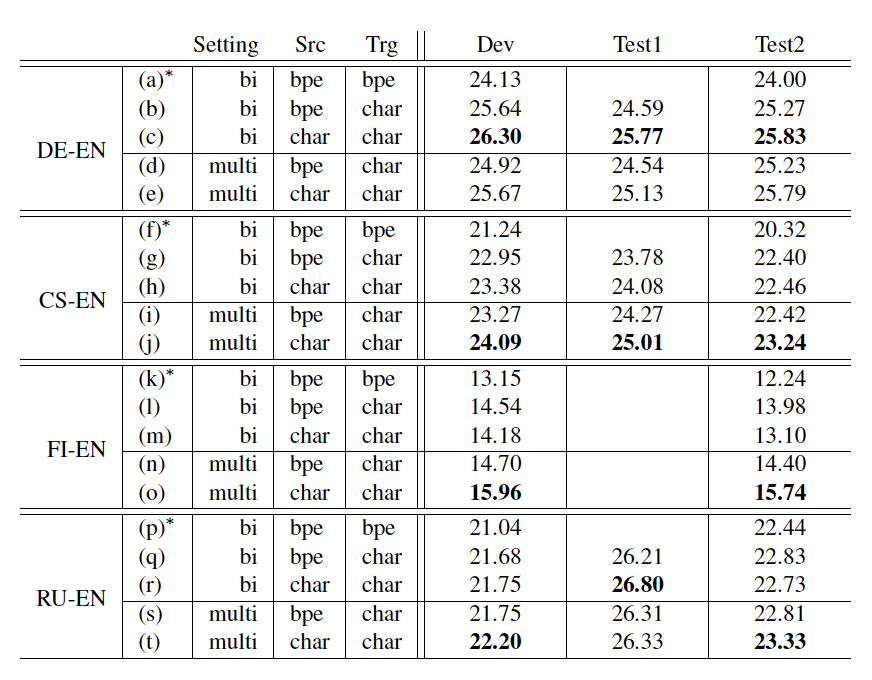 Setting Src Trg Dev Test1 Test2
(a)* bi bpe bpe 24.13 24.00
(b) bi bpe char 25.64 24.59 25.27
DE-EN (c) bi char char 26.30 25.77 25.83
(d) multi bpe char 24.92 24.54 25.23
(e) multi char char 25.67 25.13 25.79
(f)* bi bpe bpe 21.24 20.32
(g) bi bpe char 22.95 23.78 22.40
CS-EN (h) bi char char 23.38 24.08 22.46
(i) multi bpe char 23.27 24.27 22.42
(j) multi char char 24.09 25.01 23.24
(k)* bi bpe bpe 13.15 12.24
(l) bi bpe char 14.54 13.98
FI-EN (m) bi char char 14.18 13.10
(n) multi bpe char 14.70 14.40
(o) multi char char 15.96 15.74
(p)* bi bpe bpe 21.04 22.44
(q) bi bpe char 21.68 26.21 22.83
RU-EN (r) bi char char 21.75 26.80 22.73
(s) multi bpe char 21.75 26.31 22.81
(t) multi char char 22.20 26.33 23.33